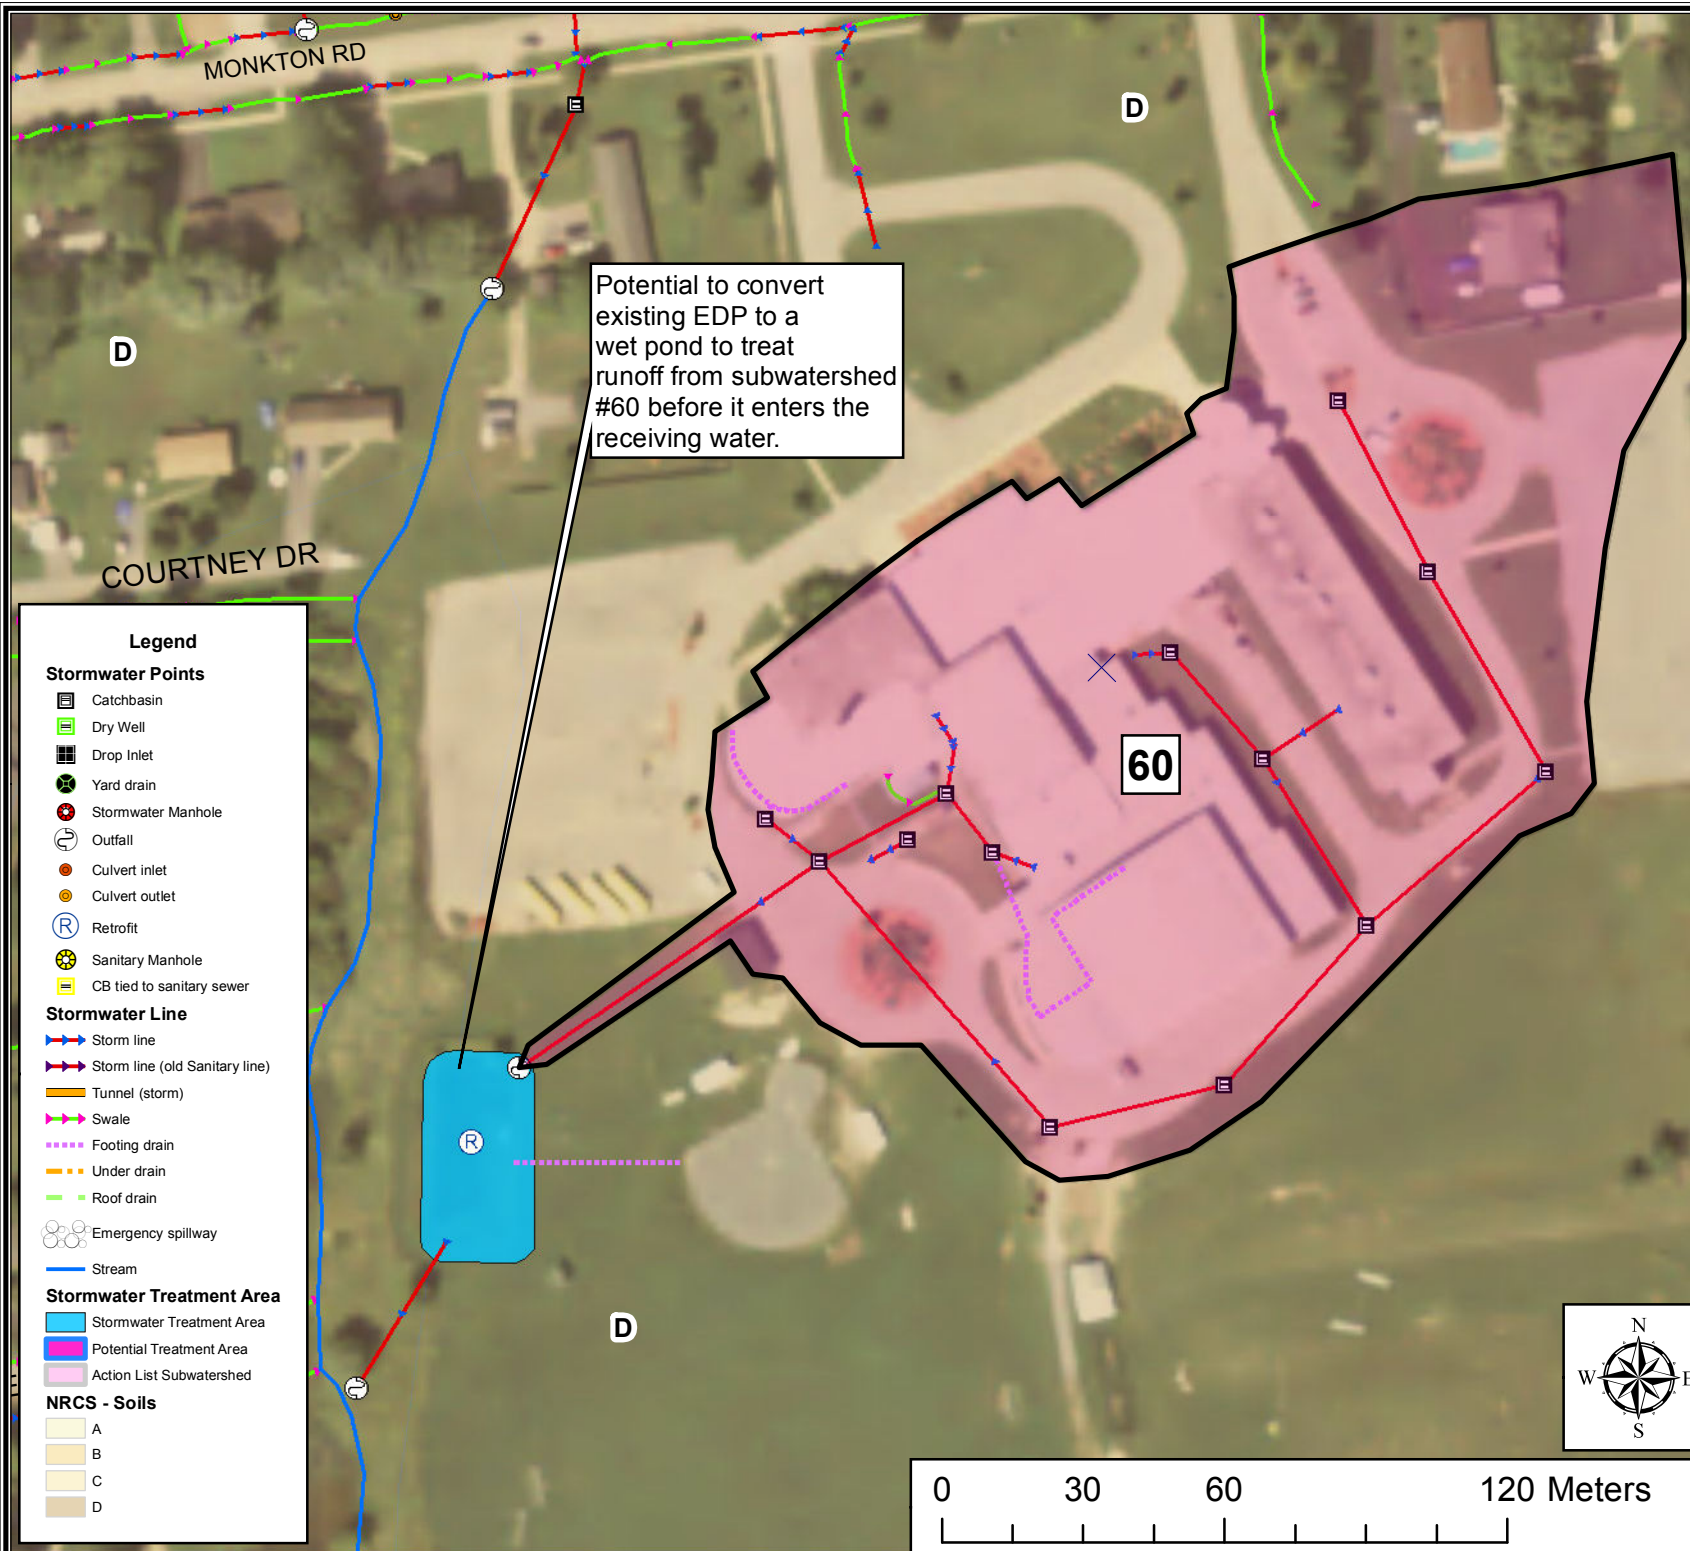 MONKTON RD
D
Potential to convert
existing EDP to a
wet pond to treat
runoff from subwatershed
#60 before it enters the
receiving water.
D
COURTNEY DR
60
Legend
Stormwater Points
Catchbasin
Dry Well
Drop Inlet
Yard drain
Stormwater Manhole
Outfall
Culvert inlet
Culvert outlet
R Retrofit
Sanitary Manhole
CB tied to sanitary sewer
Stormwater Line
Storm line
Storm line (old Sanitary line)
Tunnel (storm)
Swale
Footing drain
Under drain
Roof drain
Emergency spillway
Stream
Stormwater Treatment Area
Stormwater Treatment Area
Potential Treatment Area
Action List Subwatershed
NRCS - Soils
A
B
C
D
R
D
N
W E
S
0 30 60 120 Meters